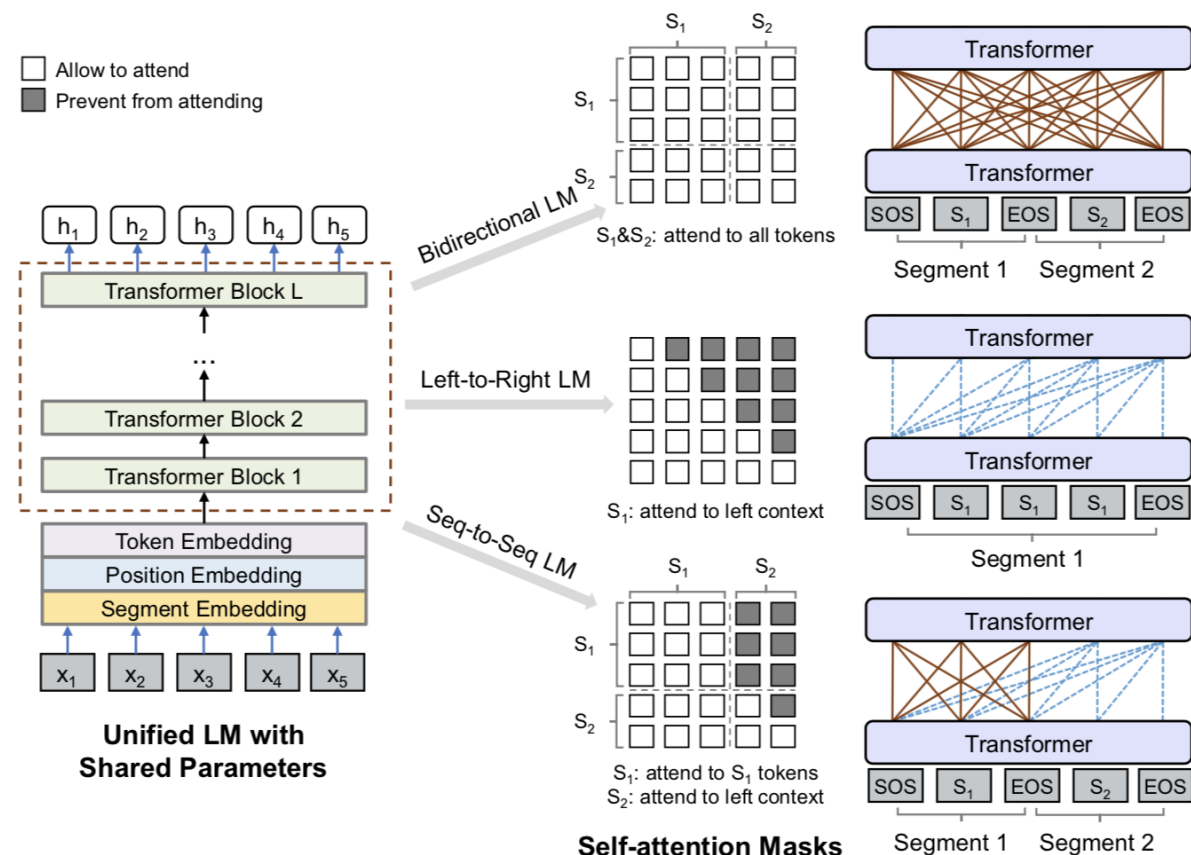 Allow to attend
Prevent from attending
h1 h2 h3 h4 h5
Transformer Block L
...
Transformer Block 2
Transformer Block 1
Token Embedding
Position Embedding
Segment Embedding
x1 x2 x3 x4 x5
Unified LM with
Shared Parameters
Bidirectional LM
Left-to-Right LM
Seq-to-Seq LM
S1 S2
S1
S2
S1&S2: attend to all tokens
S1: attend to left context
S1 S2
S1
S2
S1: attend to S1 tokens
S2: attend to left context
Self-attention Masks
Transformer
Transformer
SOS S1 EOS S2 EOS
Segment 1 Segment 2
Transformer
Transformer
SOS S1 S1 S1 EOS
Segment 1
Transformer
Transformer
SOS S1 EOS S2 EOS
Segment 1 Segment 2